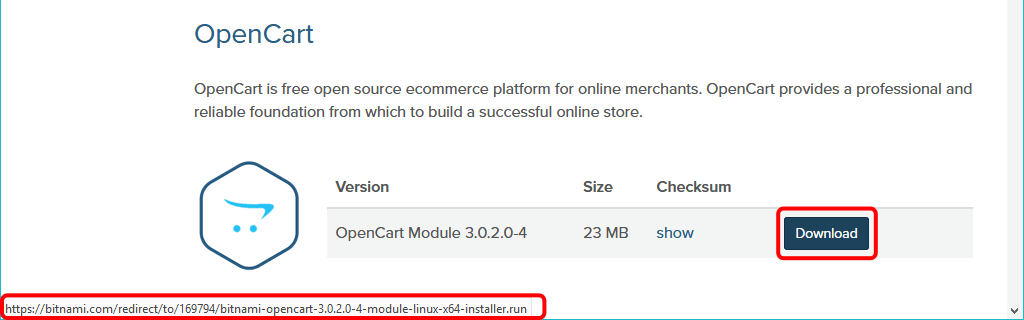 OpenCart
OpenCart is free open source ecommerce platform for online merchants. OpenCart provides a professional and
reliable foundation from which to build a successful online store.
Version Size Checksum
OpenCart Module 3.0.2.0-4 23 MB show Download
https://bitnami.com/redirect/to/169794/bitnami-opencart-3.0.2.0-4-module-linux-x64-installer.run